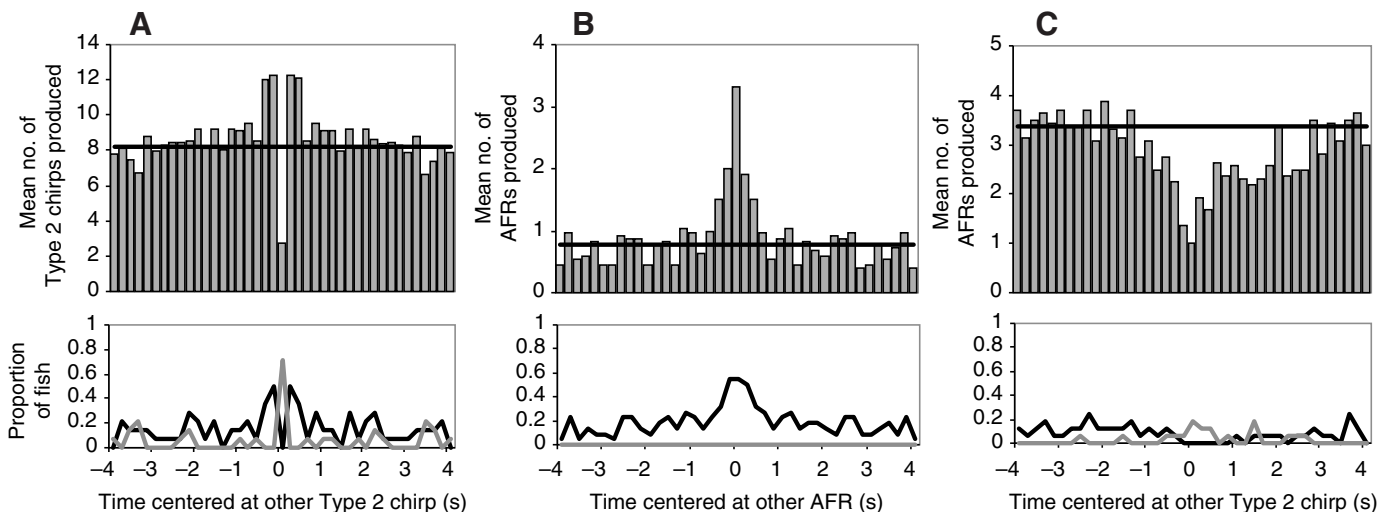 A
B
C
Mean no. of
Type 2 chirps produced
14
12
10
8
6
4
2
0
Mean no. of
AFRs produced
4
3
2
1
0
Mean no. of
AFRs produced
5
4
3
2
1
0
Proportion
of fish
1
0.8
0.6
0.4
0.2
0
–4 –3 –2 –1 0 1 2 3 4
Time centered at other Type 2 chirp (s)
1
0.8
0.6
0.4
0.2
0
–4 –3 –2 –1 0 1 2 3 4
Time centered at other AFR (s)
1
0.8
0.6
0.4
0.2
0
–4 –3 –2 –1 0 1 2 3 4
Time centered at other Type 2 chirp (s)